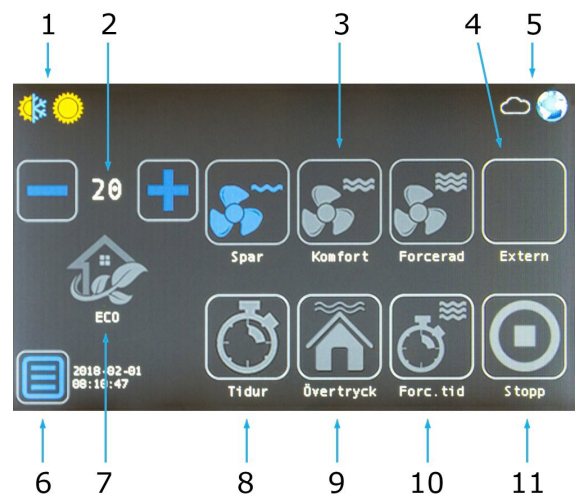 1 2 3 4 5
20
Spar Komfort Forcerad Extern
ECO
2018-02-01
08:10:47
Tidur Övertryck Forc.tid Stopp
6 7 8 9 10 11